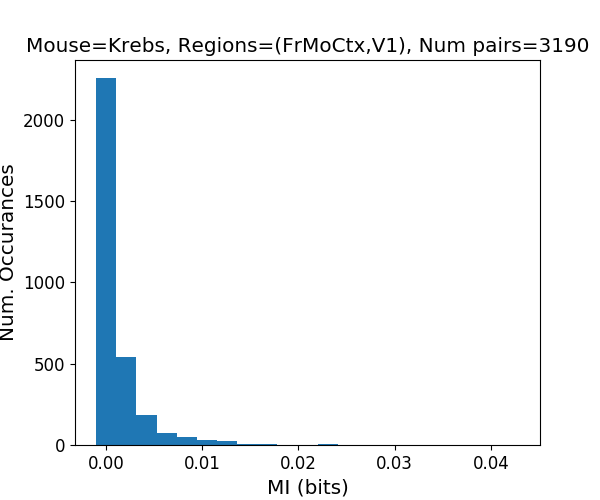 Mouse=Krebs, Regions=(FrMoCtx,V1), Num pairs=3190
Num. Occurances
2000
1500
1000
500
0
0.00 0.01 0.02 0.03 0.04
MI (bits)